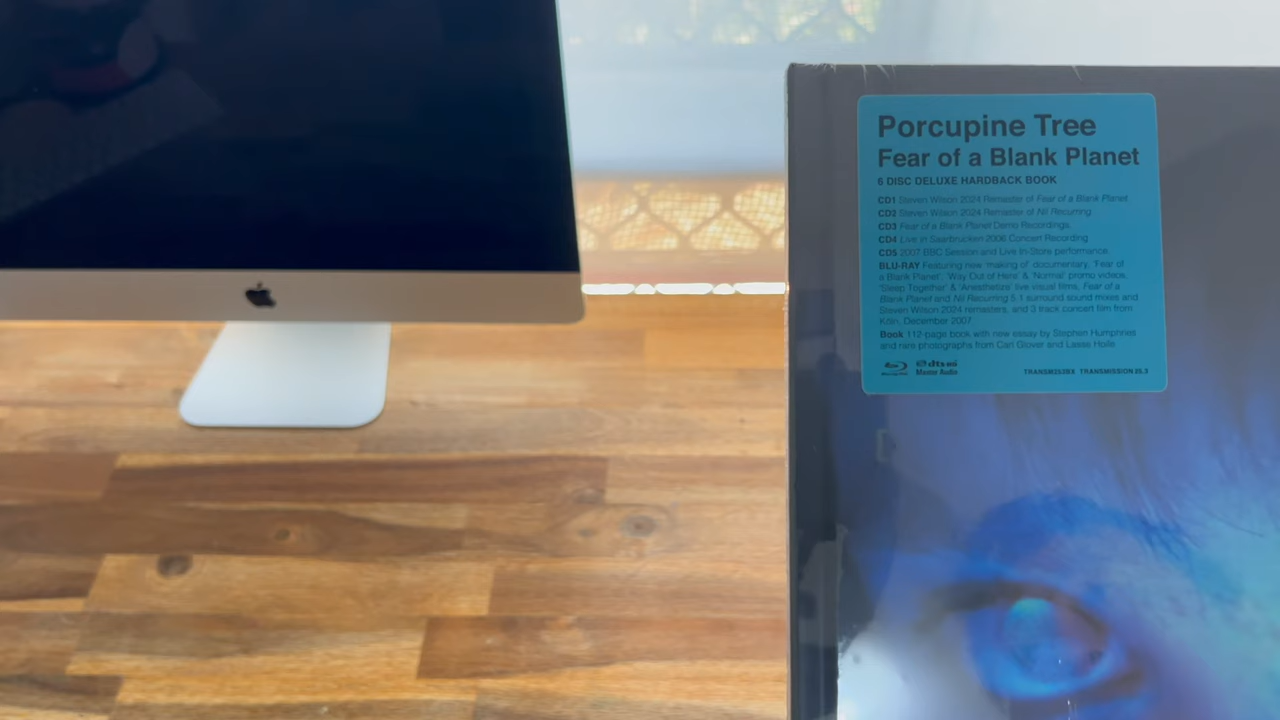 Porcupine Tree
Fear of a Blank Planet
6 DISC DELUXE HARDBACK BOOK
CD1 Steven Wilson 2024 Remaster of Fear of a Blank Planet.
CD2 Steven Wilson 2024 Remaster of Nil Recurring
CD3 Fear of a Blank Planet Demo Recordings.
CD4 Live in Saarbrucken 2006 Concert Recording
CD5 2007 BBC Session and Live In-Store performance.
BLU-RAY Featuring new 'making of' documentary, 'Fear of
a Blank Planet', 'Way Out of Here' & 'Normal' promo videos,
'Sleep Together' & 'Anesthetize' live visual films, Fear of a
Blank Planet and Nil Recurring 5.1 surround sound mixes and
Steven Wilson 2024 remasters, and 3 track concert film from
Köln, December 2007.
Book 112-page book with new essay by Stephen Humphries
and rare photographs from Carl Glover and Lasse Hoile.
dts-HD
Master Audio
TRANSM253BX TRANSMISSION 25.3